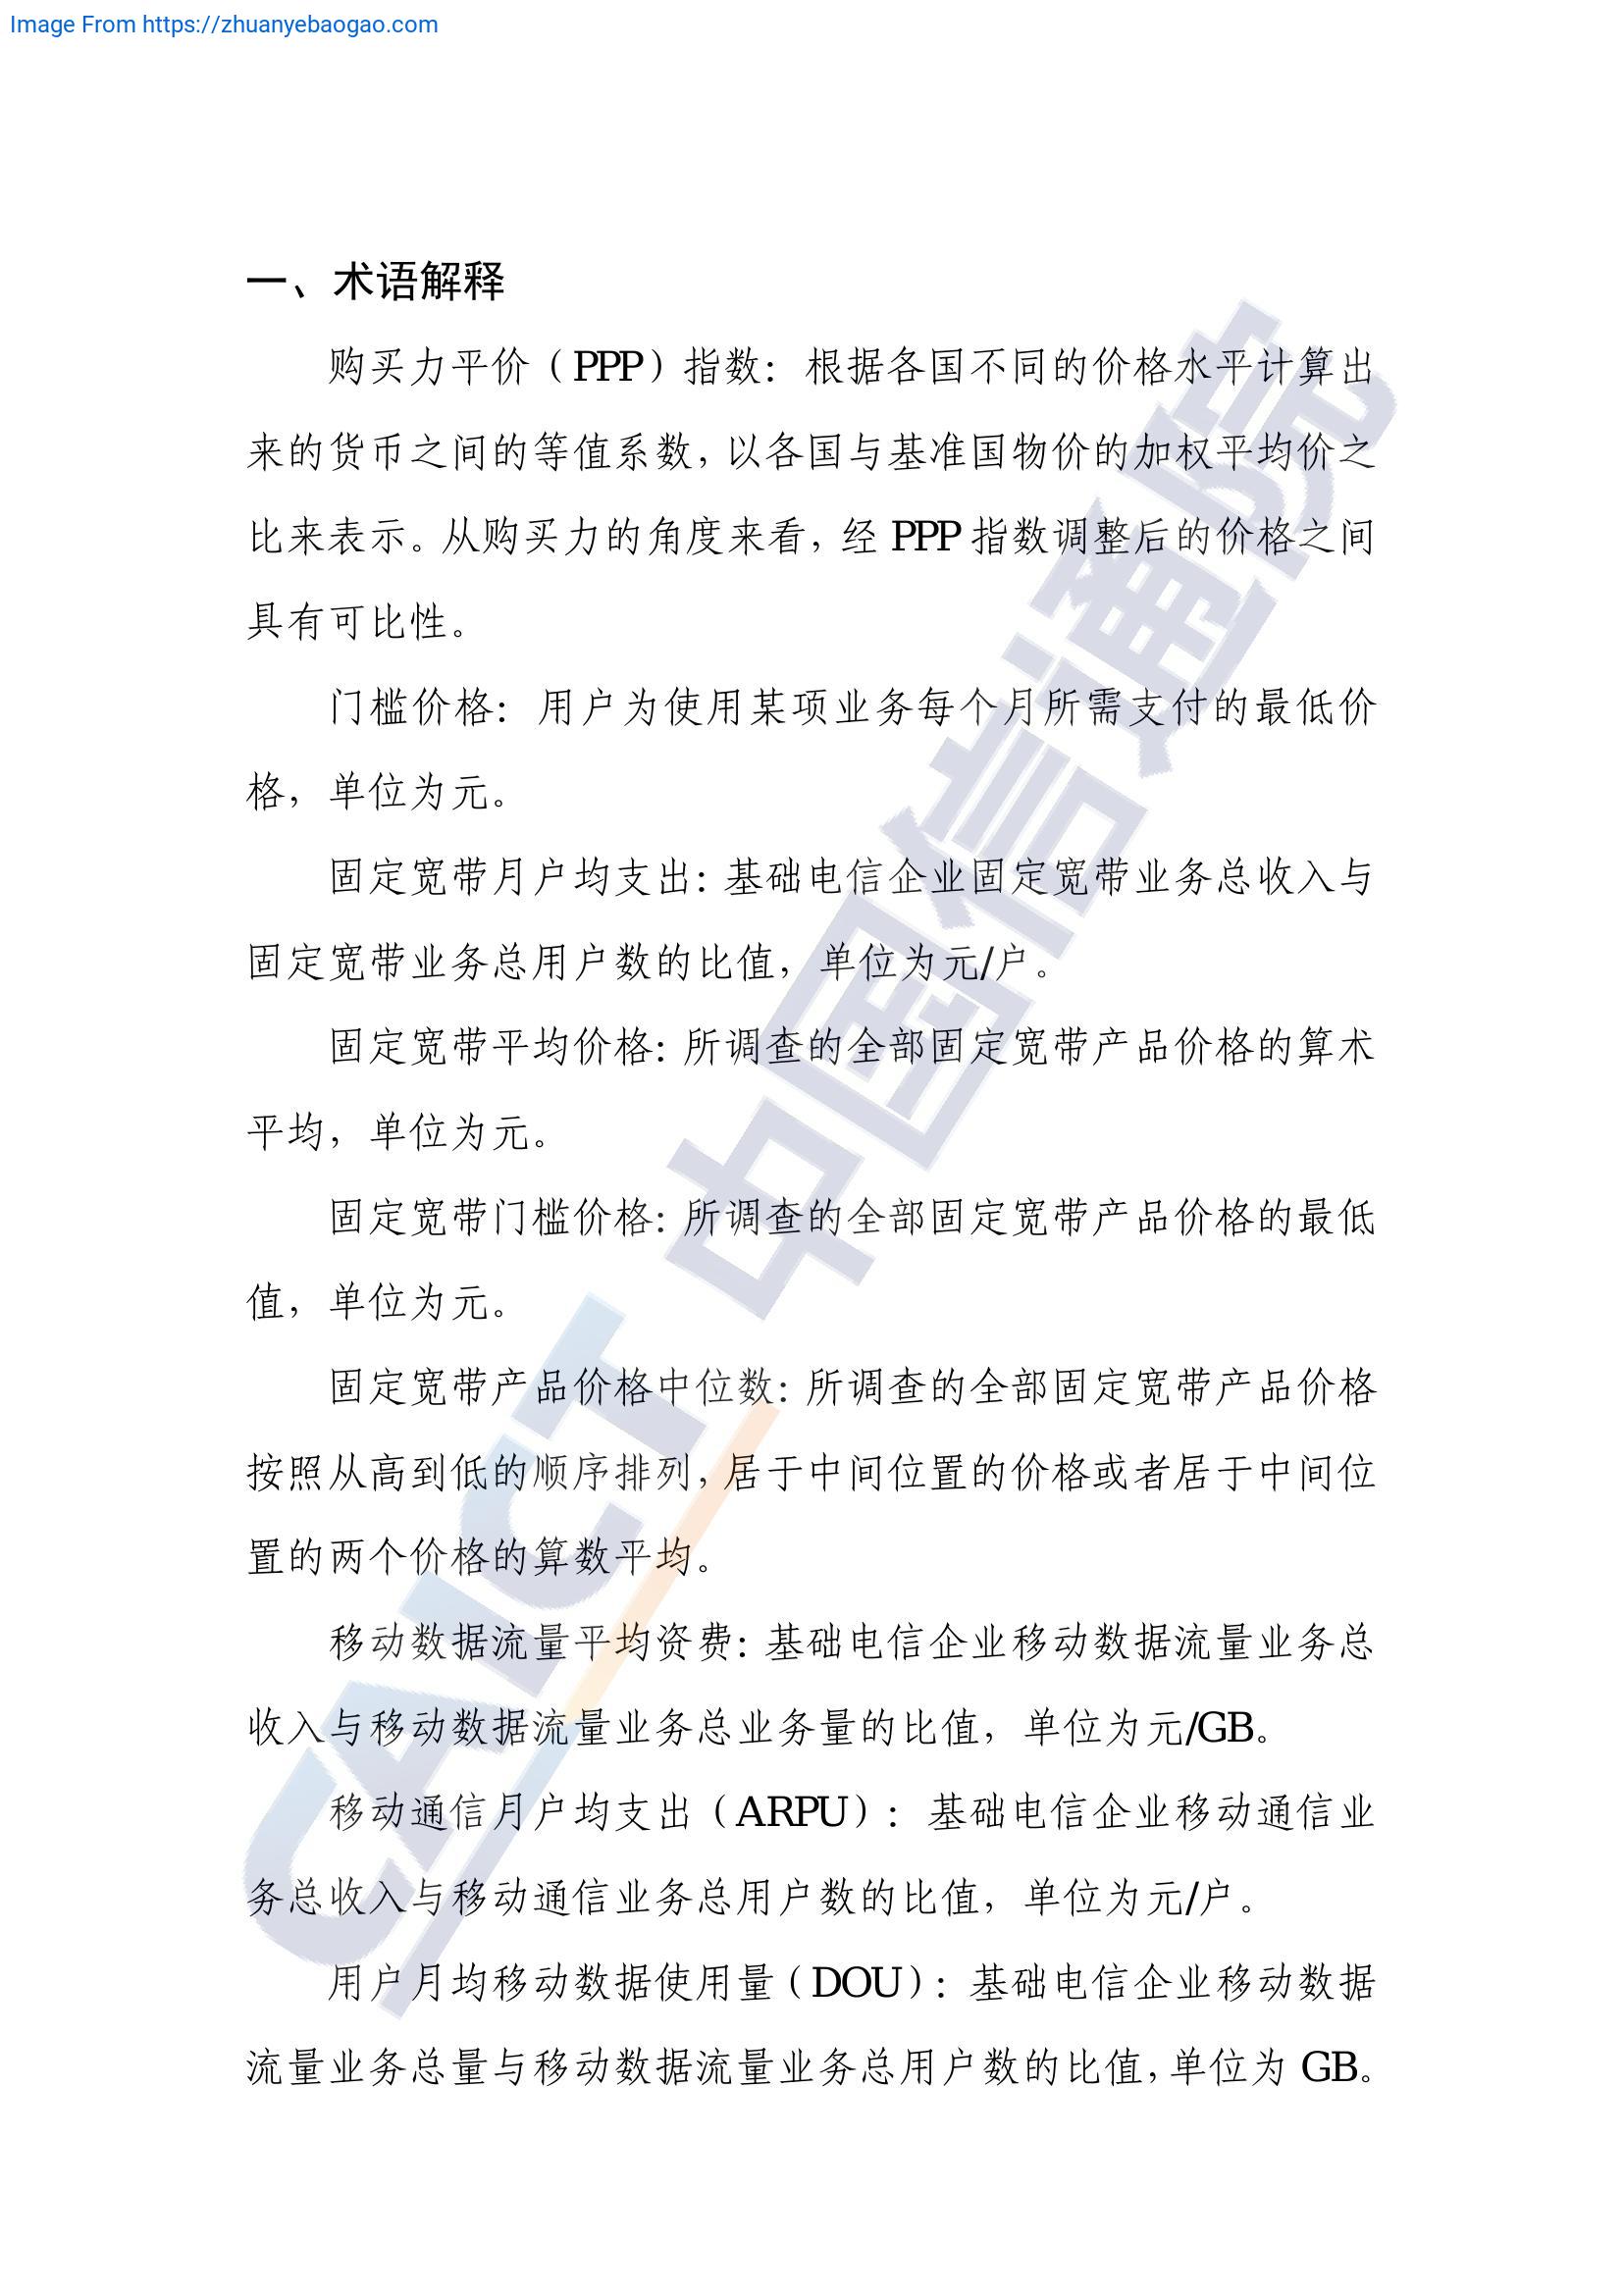 Image From https://zhuanyebaogao.com
一、术语解释
购买力平价（PPP）指数：根据各国不同的价格水平计算出
来的货币之间的等值系数，以各国与基准国物价的加权平均价之
比来表示。从购买力的角度来看，经 PPP 指数调整后的价格之间
具有可比性。
门槛价格：用户为使用某项业务每个月所需支付的最低价
格，单位为元。
固定宽带月户均支出：基础电信企业固定宽带业务总收入与
固定宽带业务总用户数的比值，单位为元/户。
固定宽带平均价格：所调查的全部固定宽带产品价格的算术
平均，单位为元。
固定宽带门槛价格：所调查的全部固定宽带产品价格的最低
值，单位为元。
固定宽带产品价格中位数：所调查的全部固定宽带产品价格
按照从高到低的顺序排列，居于中间位置的价格或者居于中间位
置的两个价格的算数平均。
移动数据流量平均资费：基础电信企业移动数据流量业务总
收入与移动数据流量业务总业务量的比值，单位为元/GB。
移动通信月户均支出（ARPU）：基础电信企业移动通信业
务总收入与移动通信业务总用户数的比值，单位为元/户。
用户月均移动数据使用量（DOU）：基础电信企业移动数据
流量业务总量与移动数据流量业务总用户数的比值，单位为 GB。
CAICT 中国信通院